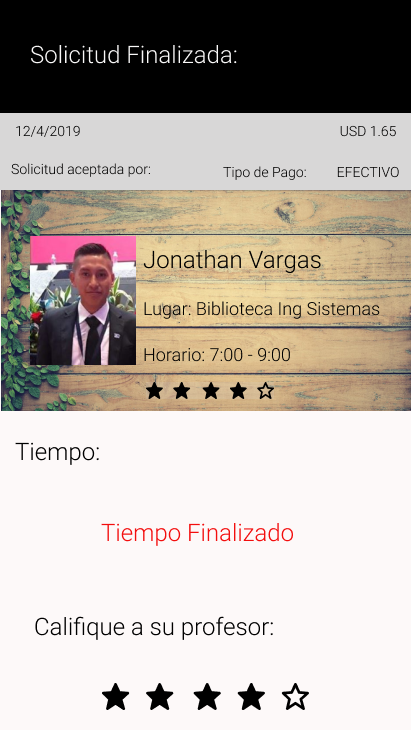 Solicitud Finalizada:
12/4/2019 USD 1.65
Solicitud aceptada por: Tipo de Pago: EFECTIVO
Jonathan Vargas
Lugar: Biblioteca Ing Sistemas
Horario: 7:00 - 9:00
Tiempo:
Tiempo Finalizado
Califique a su profesor: